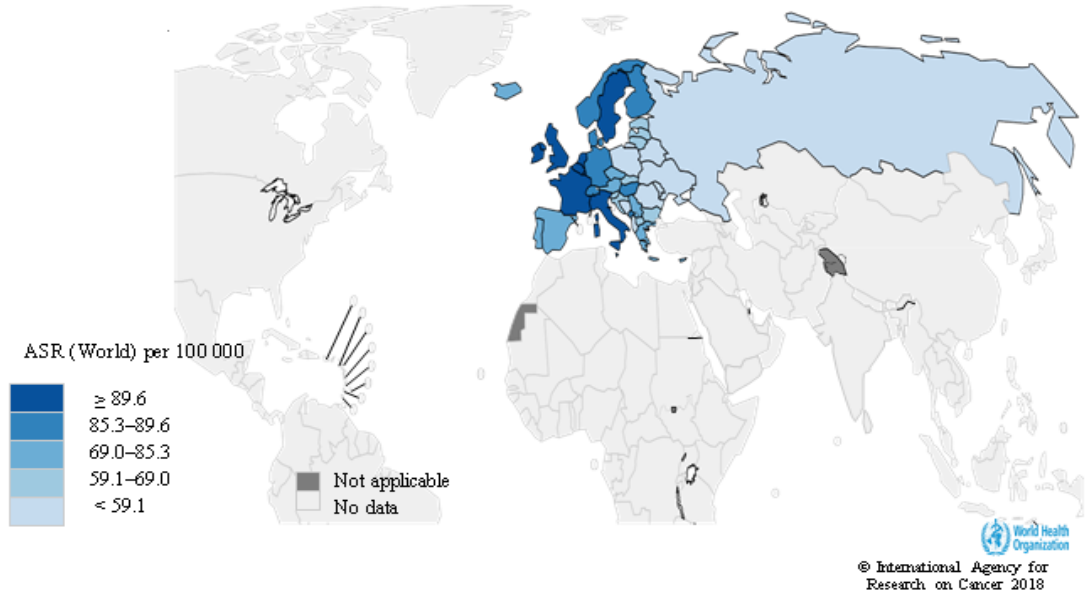 ASR (World) per 100 000
≥ 89.6
85.3–89.6
69.0–85.3
59.1–69.0
< 59.1
Not applicable
No data
World Health
Organization
© International Agency for
Research on Cancer 2018